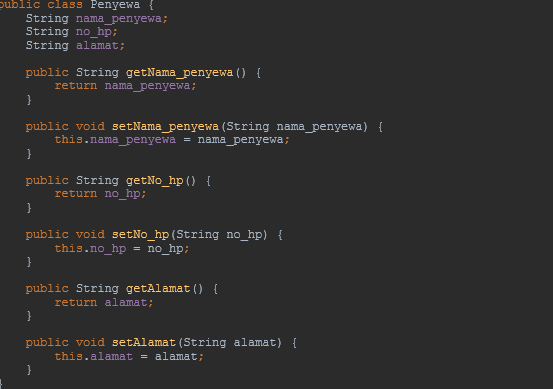 public class Penyewa {
    String nama_penyewa;
    String no_hp;
    String alamat;

    public String getNama_penyewa() {
        return nama_penyewa;
    }

    public void setNama_penyewa(String nama_penyewa) {
        this.nama_penyewa = nama_penyewa;
    }

    public String getNo_hp() {
        return no_hp;
    }

    public void setNo_hp(String no_hp) {
        this.no_hp = no_hp;
    }

    public String getAlamat() {
        return alamat;
    }

    public void setAlamat(String alamat) {
        this.alamat = alamat;
    }
}